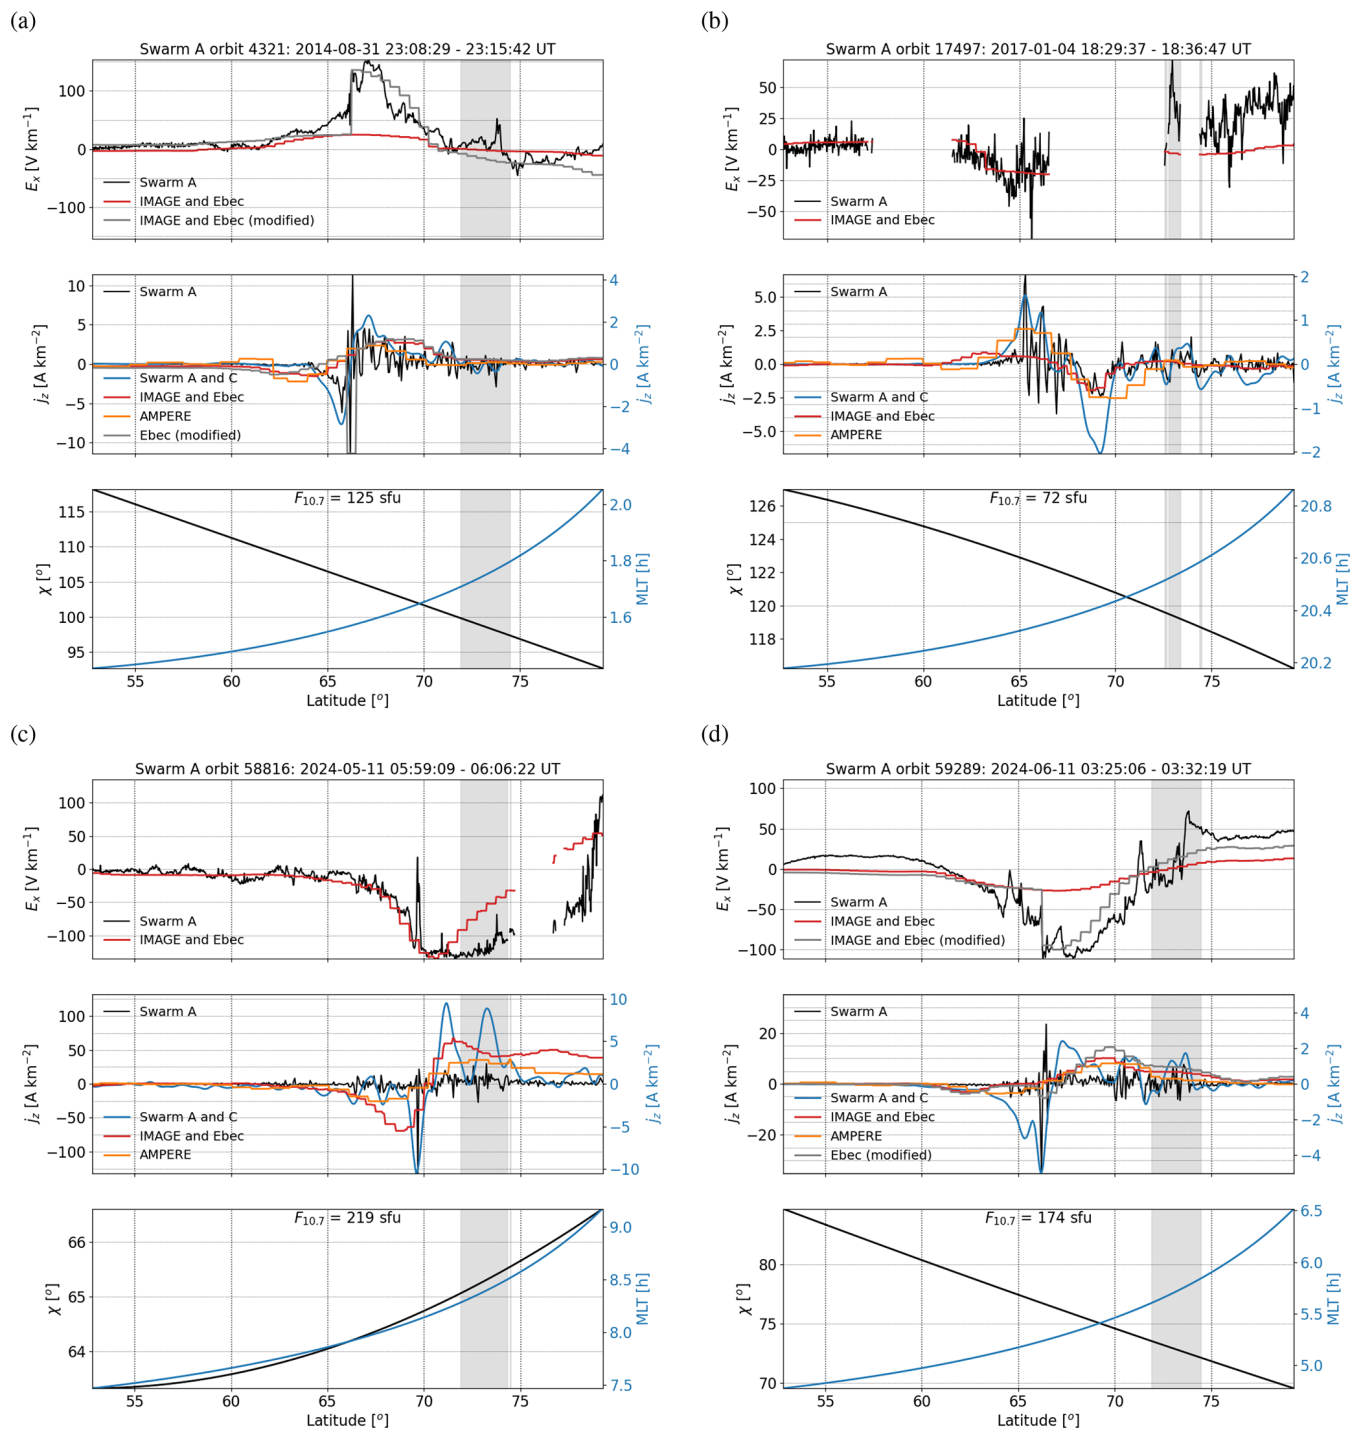 (a)
Swarm A orbit 4321: 2014-08-31 23:08:29 - 23:15:42 UT
100
50
0
−50
−100
Eₓ [V km⁻¹]
Swarm A
IMAGE and Ebec
IMAGE and Ebec (modified)
10
5
0
−5
−10
j_z [A km⁻²]
4
2
0
−2
−4
j_z [A km⁻²]
Swarm A
Swarm A and C
IMAGE and Ebec
AMPERE
Ebec (modified)
F₁₀.₇ = 125 sfu
115
110
105
100
95
χ [°]
2.0
1.8
1.6
MLT [h]
55
60
65
70
75
Latitude [°]
(b)
Swarm A orbit 17497: 2017-01-04 18:29:37 - 18:36:47 UT
50
25
0
−25
−50
Eₓ [V km⁻¹]
Swarm A
IMAGE and Ebec
5.0
2.5
0.0
−2.5
−5.0
j_z [A km⁻²]
2
1
0
−1
−2
j_z [A km⁻²]
Swarm A
Swarm A and C
IMAGE and Ebec
AMPERE
F₁₀.₇ = 72 sfu
126
124
122
120
118
χ [°]
20.8
20.6
20.4
20.2
MLT [h]
55
60
65
70
75
Latitude [°]
(c)
Swarm A orbit 58816: 2024-05-11 05:59:09 - 06:06:22 UT
100
50
0
−50
−100
Eₓ [V km⁻¹]
Swarm A
IMAGE and Ebec
100
50
0
−50
−100
j_z [A km⁻²]
10
5
0
−5
−10
j_z [A km⁻²]
Swarm A
Swarm A and C
IMAGE and Ebec
AMPERE
F₁₀.₇ = 219 sfu
66
65
64
χ [°]
9.0
8.5
8.0
7.5
MLT [h]
55
60
65
70
75
Latitude [°]
(d)
Swarm A orbit 59289: 2024-06-11 03:25:06 - 03:32:19 UT
100
50
0
−50
−100
Eₓ [V km⁻¹]
Swarm A
IMAGE and Ebec
IMAGE and Ebec (modified)
20
0
−20
j_z [A km⁻²]
4
2
0
−2
−4
j_z [A km⁻²]
Swarm A
Swarm A and C
IMAGE and Ebec
AMPERE
Ebec (modified)
F₁₀.₇ = 174 sfu
80
75
70
χ [°]
6.5
6.0
5.5
5.0
MLT [h]
55
60
65
70
75
Latitude [°]